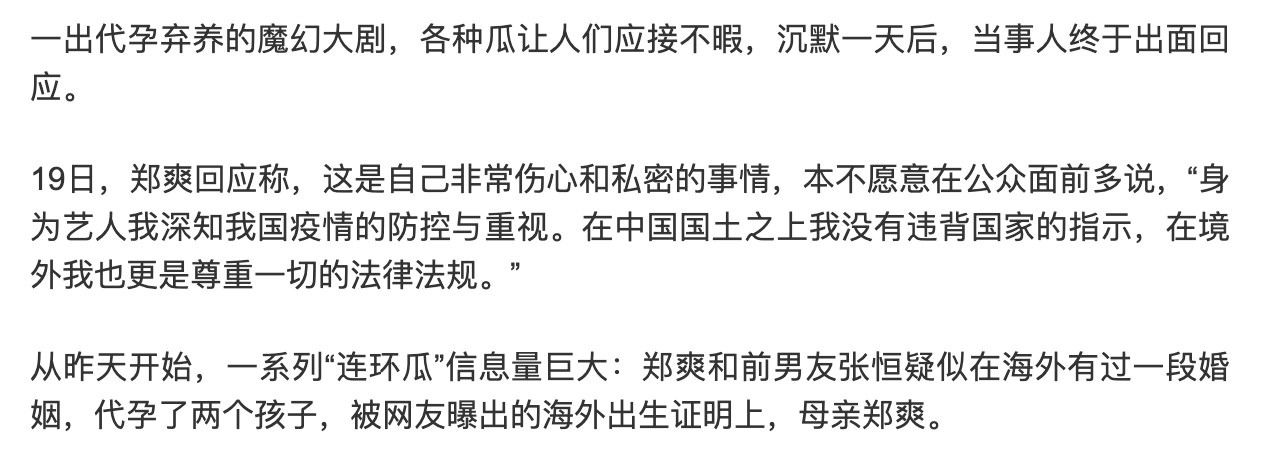 一出代孕弃养的魔幻大剧，各种瓜让人们应接不暇，沉默一天后，当事人终于出面回
应。
19日，郑爽回应称，这是自己非常伤心和私密的事情，本不愿意在公众面前多说，“身
为艺人我深知我国疫情的防控与重视。在中国国土之上我没有违背国家的指示，在境
外我也更是尊重一切的法律法规。”
从昨天开始，一系列“连环瓜”信息量巨大：郑爽和前男友张恒疑似在海外有过一段婚
姻，代孕了两个孩子，被网友曝出的海外出生证明上，母亲郑爽。